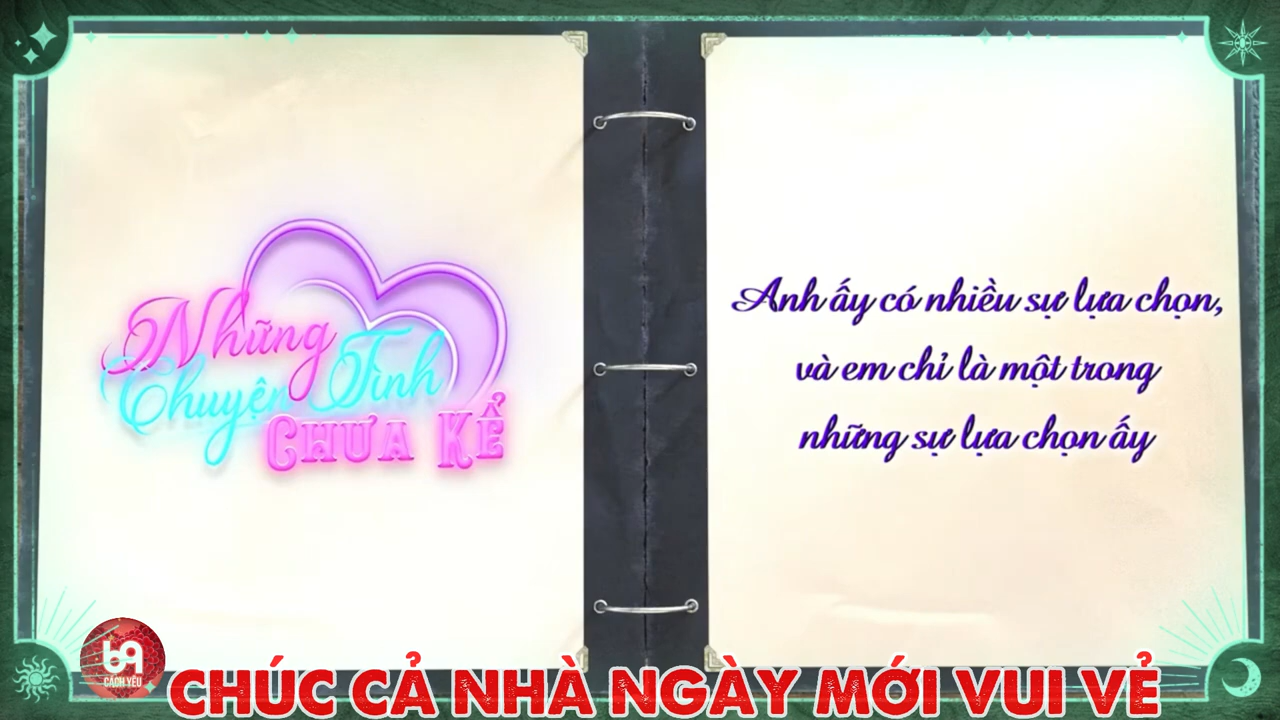 Những
Chuyện Tình
CHƯA KỂ
Anh ấy có nhiều sự lựa chọn,
và em chỉ là một trong
những sự lựa chọn ấy
69
CÁCH YÊU
CHÚC CẢ NHÀ NGÀY MỚI VUI VẺ